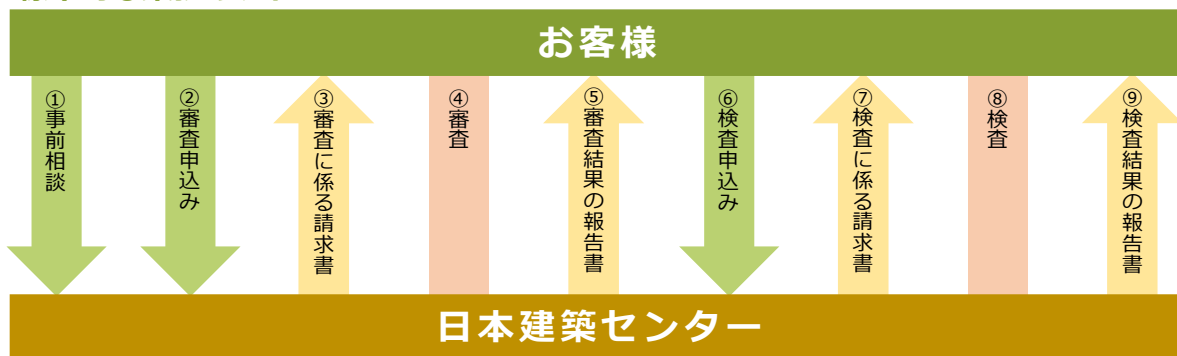 お客様
①事前相談
②審査申込み
③審査に係る請求書
④審査
⑤審査結果の報告書
⑥検査申込み
⑦検査に係る請求書
⑧検査
⑨検査結果の報告書
日本建築センター